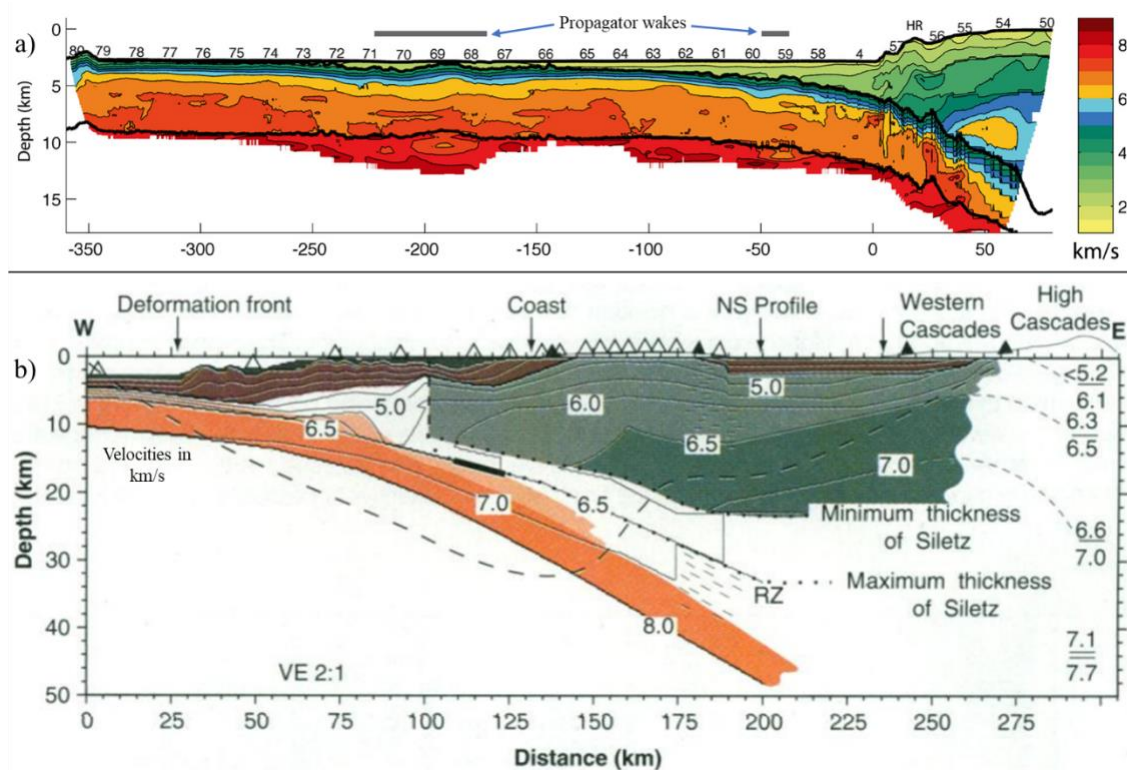 a)
Propagator wakes
0
5
10
15
Depth (km)
80 79 78 77 76 75 74 73 72 71 70 69 68 67 66 65 64 63 62 61 60 59 58 4 57 HR 56 55 54 50
-350 -300 -250 -200 -150 -100 -50 0 50
8
6
4
2
km/s
b)
W
Deformation front
Coast
NS Profile
Western
Cascades
High
Cascades
E
0
10
20
30
40
50
Depth (km)
Velocities in
km/s
5.0
6.0
5.0
6.5
6.5
7.0
7.0
6.5
8.0
RZ
VE 2:1
Minimum thickness
of Siletz
Maximum thickness
of Siletz
<5.2
6.1
6.3
6.5
6.6
7.0
7.1
7.7
0 25 50 75 100 125 150 175 200 225 250 275
Distance (km)